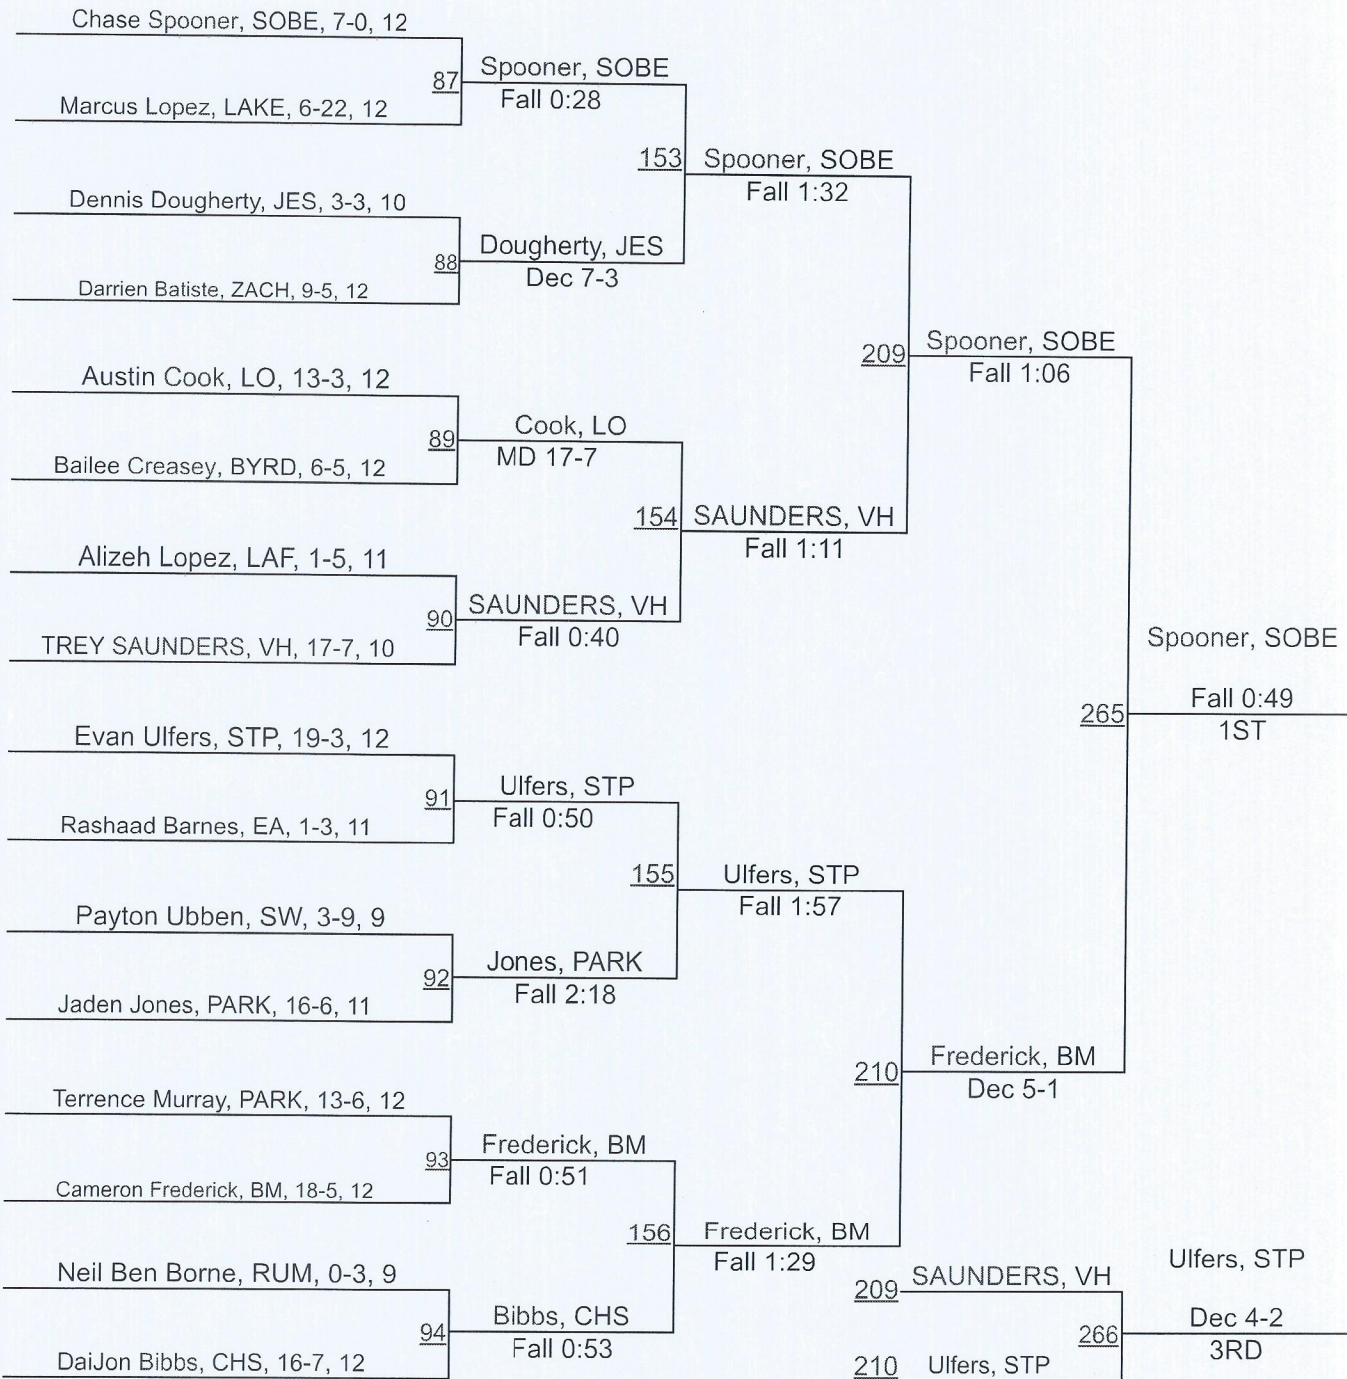 Chase Spooner, SOBE, 7-0, 12
87
Marcus Lopez, LAKE, 6-22, 12
Spooner, SOBE
Fall 0:28
153
Spooner, SOBE
Fall 1:32
Dennis Dougherty, JES, 3-3, 10
88
Darrien Batiste, ZACH, 9-5, 12
Dougherty, JES
Dec 7-3
209
Spooner, SOBE
Fall 1:06
Austin Cook, LO, 13-3, 12
89
Bailee Creasey, BYRD, 6-5, 12
Cook, LO
MD 17-7
154
SAUNDERS, VH
Fall 1:11
Alizeh Lopez, LAF, 1-5, 11
90
TREY SAUNDERS, VH, 17-7, 10
SAUNDERS, VH
Fall 0:40
Spooner, SOBE
265
Fall 0:49
1ST
Evan Ulfers, STP, 19-3, 12
91
Rashaad Barnes, EA, 1-3, 11
Ulfers, STP
Fall 0:50
155
Ulfers, STP
Fall 1:57
Payton Ubben, SW, 3-9, 9
92
Jaden Jones, PARK, 16-6, 11
Jones, PARK
Fall 2:18
210
Frederick, BM
Dec 5-1
Terrence Murray, PARK, 13-6, 12
93
Cameron Frederick, BM, 18-5, 12
Frederick, BM
Fall 0:51
156
Frederick, BM
Fall 1:29
Neil Ben Borne, RUM, 0-3, 9
94
DaiJon Bibbs, CHS, 16-7, 12
Bibbs, CHS
Fall 0:53
209
SAUNDERS, VH
266
210
Ulfers, STP
Ulfers, STP
Dec 4-2
3RD